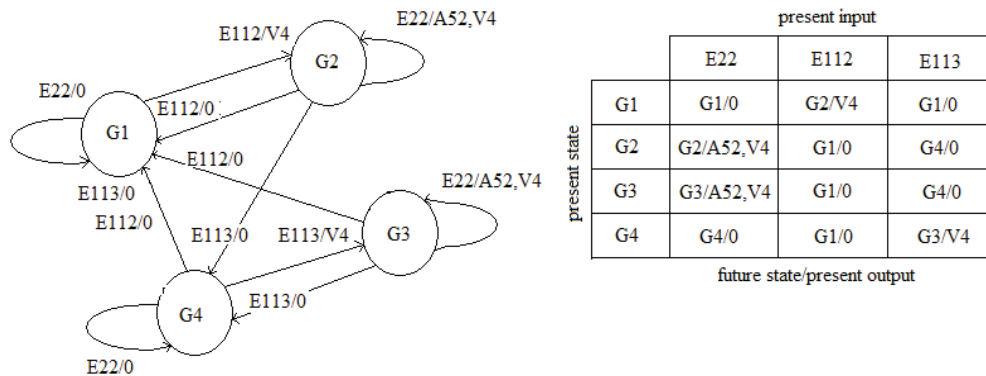 E22/A52,V4
E112/V4
G2
E22/0
E112/0
G1
E112/0
E22/A52,V4
E113/0
E112/0
E113/0
E113/V4
G3
E113/0
G4
E22/0
present input
E22 E112 E113
G1 G1/0 G2/V4 G1/0
G2 G2/A52,V4 G1/0 G4/0
G3 G3/A52,V4 G1/0 G4/0
G4 G4/0 G1/0 G3/V4
present state
future state/present output